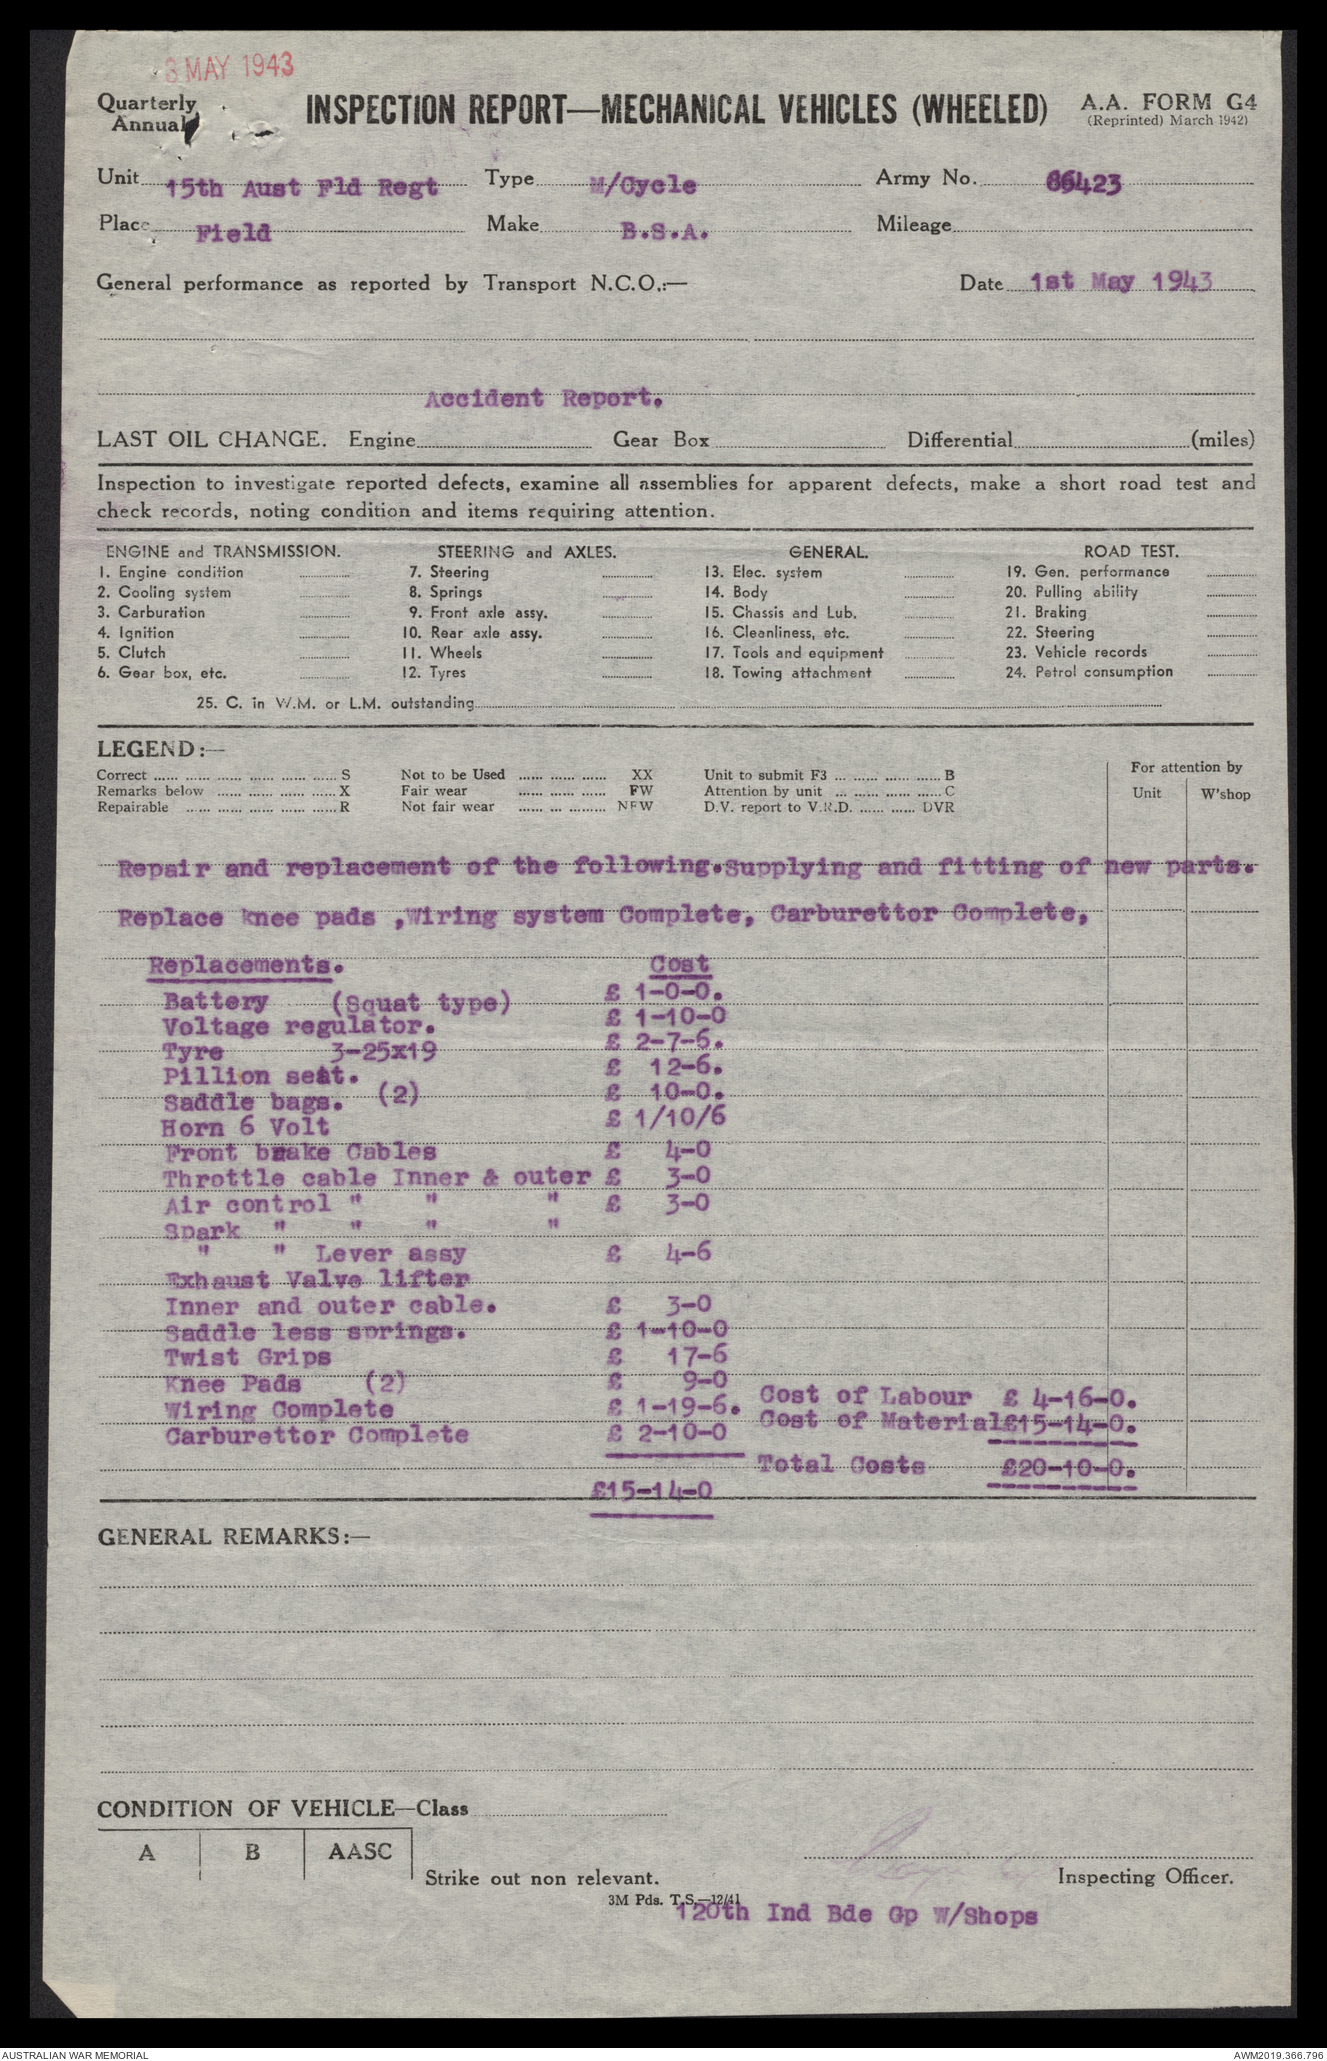 3 MAY 1943
Quarterly
Annual
INSPECTION REPORT—MECHANICAL VEHICLES (WHEELED)
A.A. FORM G4
(Reprinted) March 1942)
Unit 15th Aust Fld Regt Type M/Cycle Army No. 66423
Place Field Make B.S.A. Mileage
General performance as reported by Transport N.C.O.:— Date 1st May 1943
Accident Report.
LAST OIL CHANGE. Engine Gear Box Differential (miles)
Inspection to investigate reported defects, examine all assemblies for apparent defects, make a short road test and
check records, noting condition and items requiring attention.
ENGINE and TRANSMISSION. STEERING and AXLES. GENERAL. ROAD TEST.
1. Engine condition 7. Steering 13. Elec. system 19. Gen. performance
2. Cooling system 8. Springs 14. Body 20. Pulling ability
3. Carburation 9. Front axle assy. 15. Chassis and Lub. 21. Braking
4. Ignition 10. Rear axle assy. 16. Cleanliness, etc. 22. Steering
5. Clutch 11. Wheels 17. Tools and equipment 23. Vehicle records
6. Gear box, etc. 12. Tyres 18. Towing attachment 24. Petrol consumption
25. C. in W.M. or L.M. outstanding
LEGEND:—
For attention by
Unit W'shop
Correct ...... ...... ...... ...... ...... ...... S Not to be Used ...... ...... ...... XX Unit to submit F3 ... ...... ...... ...... B
Remarks below ...... ...... ...... ...... X Fair wear ...... ...... ...... FW Attention by unit ... ...... ...... ...... C
Repairable ...... ...... ...... ...... ...... R Not fair wear ...... ... ......... NFW D.V. report to V.R.D. ...... ...... DVR
Repair and replacement of the following.Supplying and fitting of new parts.
Replace knee pads ,Wiring system Complete, Carburettor Complete,
Replacements. Cost
Battery (Squat type) £ 1-0-0.
Voltage regulator. £ 1-10-0
Tyre 3-25x19 £ 2-7-6.
Pillion seat. £ 12-6.
Saddle bags. (2) £ 10-0.
Horn 6 Volt £ 1/10/6
Front brake Cables £ 4-0
Throttle cable Inner & outer £ 3-0
Air control " " " £ 3-0
Spark " " " "
" " Lever assy £ 4-6
Exhaust Valve lifter
Inner and outer cable. £ 3-0
Saddle less springs. £ 1-10-0
Twist Grips £ 17-6
Knee Pads (2) £ 9-0
Wiring Complete £ 1-19-6. Cost of Labour £ 4-16-0.
Carburettor Complete £ 2-10-0 Cost of Material£15-14-0.
Total Costs £20-10-0.
£15-14-0
GENERAL REMARKS:—
CONDITION OF VEHICLE—Class
A B AASC
Strike out non relevant.
Inspecting Officer.
3M Pds. T.S.—12/41
120th Ind Bde Gp W/Shops
AUSTRALIAN WAR MEMORIAL
AWM2019.366.796